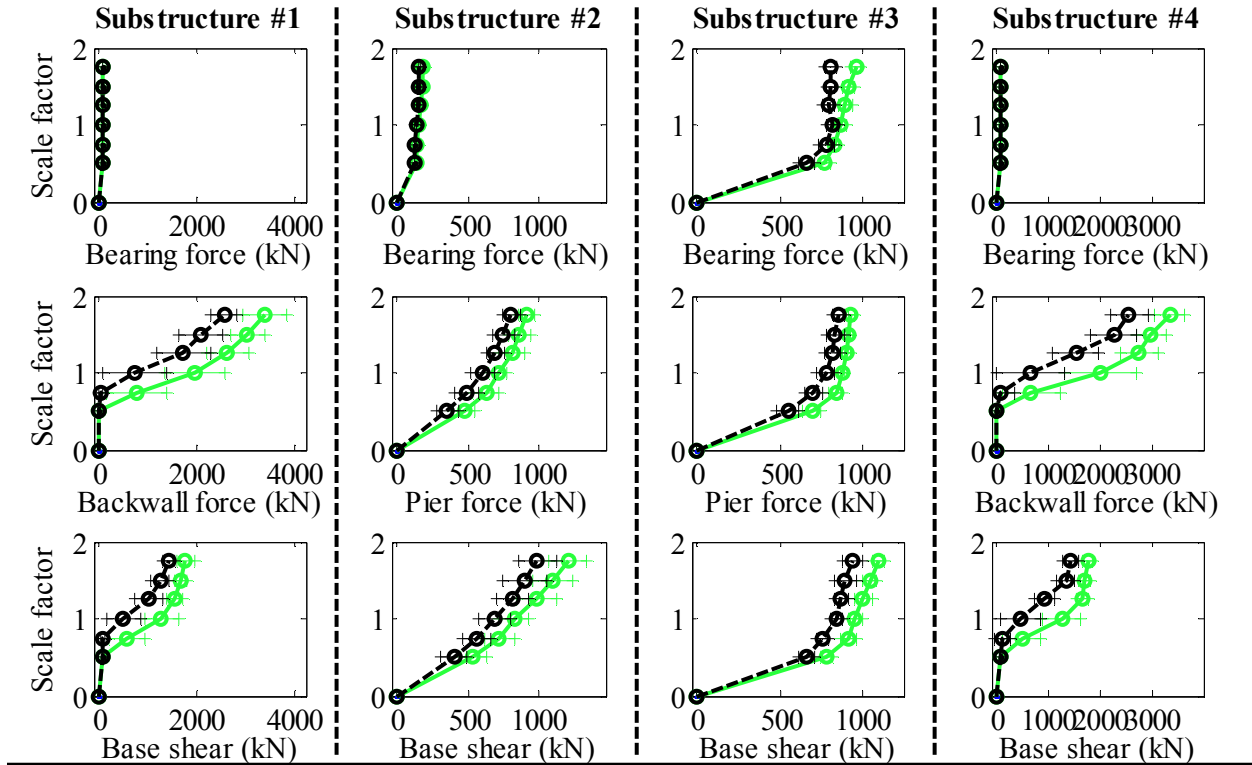 Substructure #1 Substructure #2 Substructure #3 Substructure #4
2 2 2 2
Scale factor
1 1 1 1
0 0 0 0
0 2000 4000 0 500 1000 0 500 1000 0 1000 2000 3000
Bearing force (kN) Bearing force (kN) Bearing force (kN) Bearing force (kN)
2 2 2 2
Scale factor
1 1 1 1
0 0 0 0
0 2000 4000 0 500 1000 0 500 1000 0 1000 2000 3000
Backwall force (kN) Pier force (kN) Pier force (kN) Backwall force (kN)
2 2 2 2
Scale factor
1 1 1 1
0 0 0 0
0 2000 4000 0 500 1000 0 500 1000 0 1000 2000 3000
Base shear (kN) Base shear (kN) Base shear (kN) Base shear (kN)